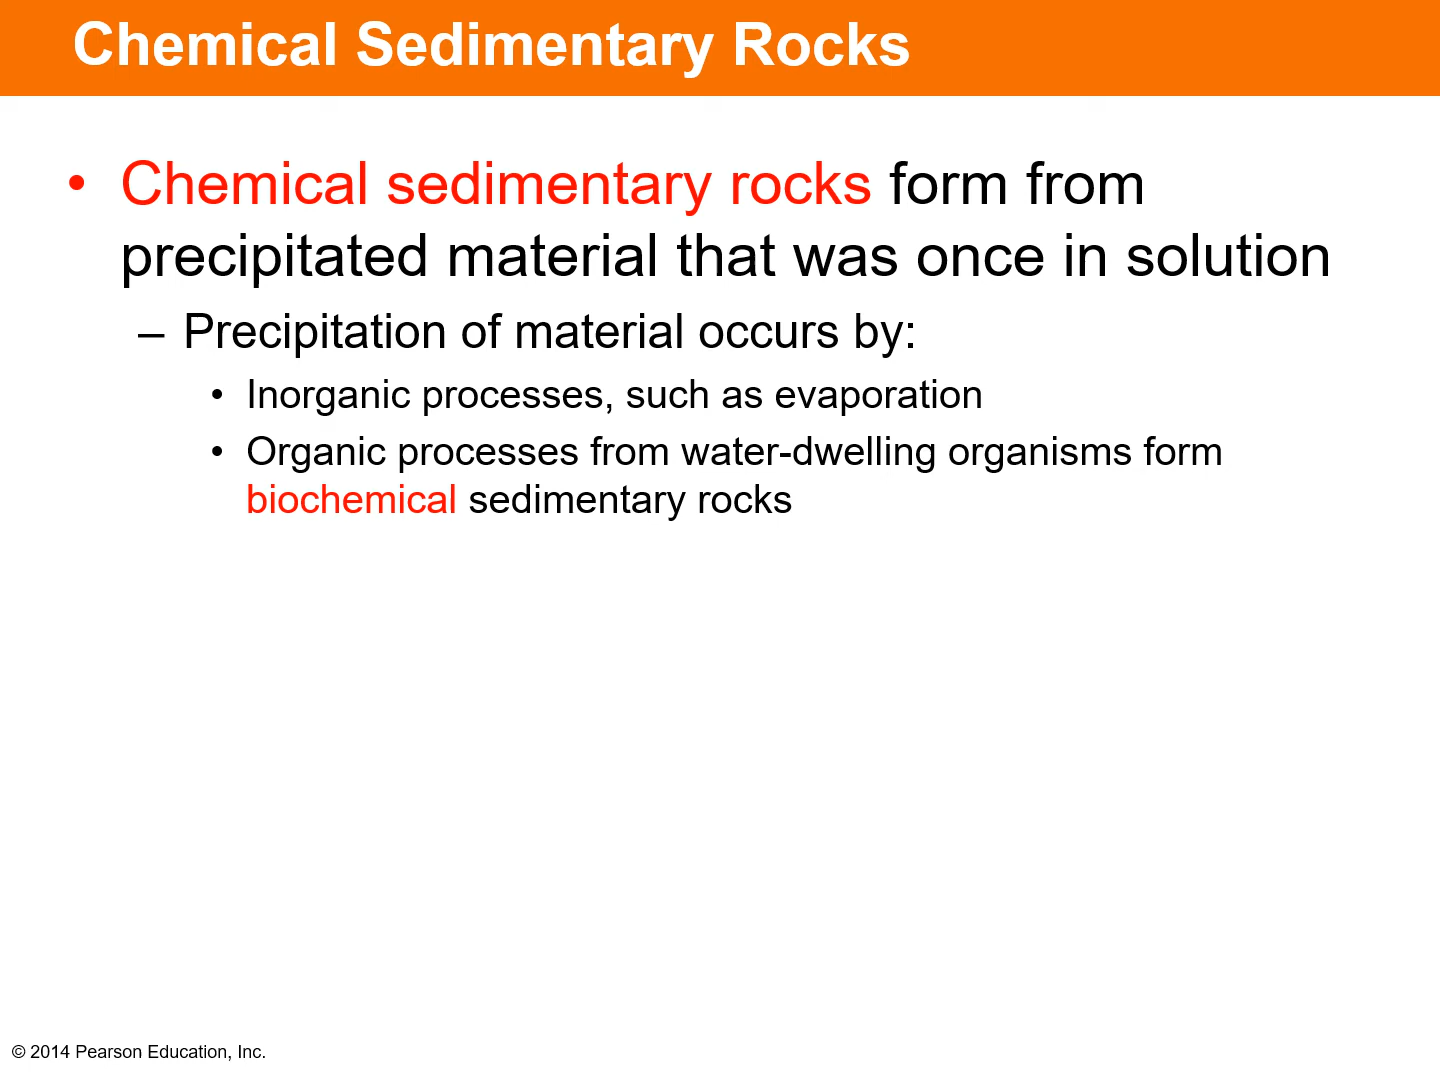 Chemical Sedimentary Rocks
• Chemical sedimentary rocks form from
precipitated material that was once in solution
– Precipitation of material occurs by:
• Inorganic processes, such as evaporation
• Organic processes from water-dwelling organisms form
biochemical sedimentary rocks
© 2014 Pearson Education, Inc.